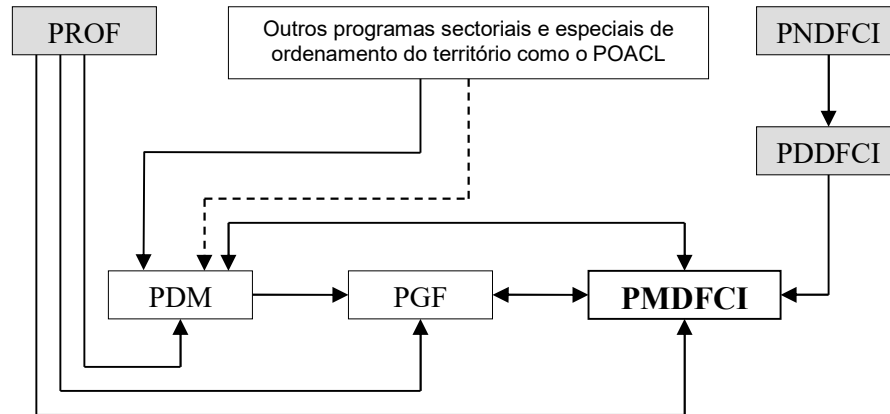 PROF
Outros programas sectoriais e especiais de
ordenamento do território como o POACL
PNDFCI
PDDFCI
PDM
PGF
PMDFCI